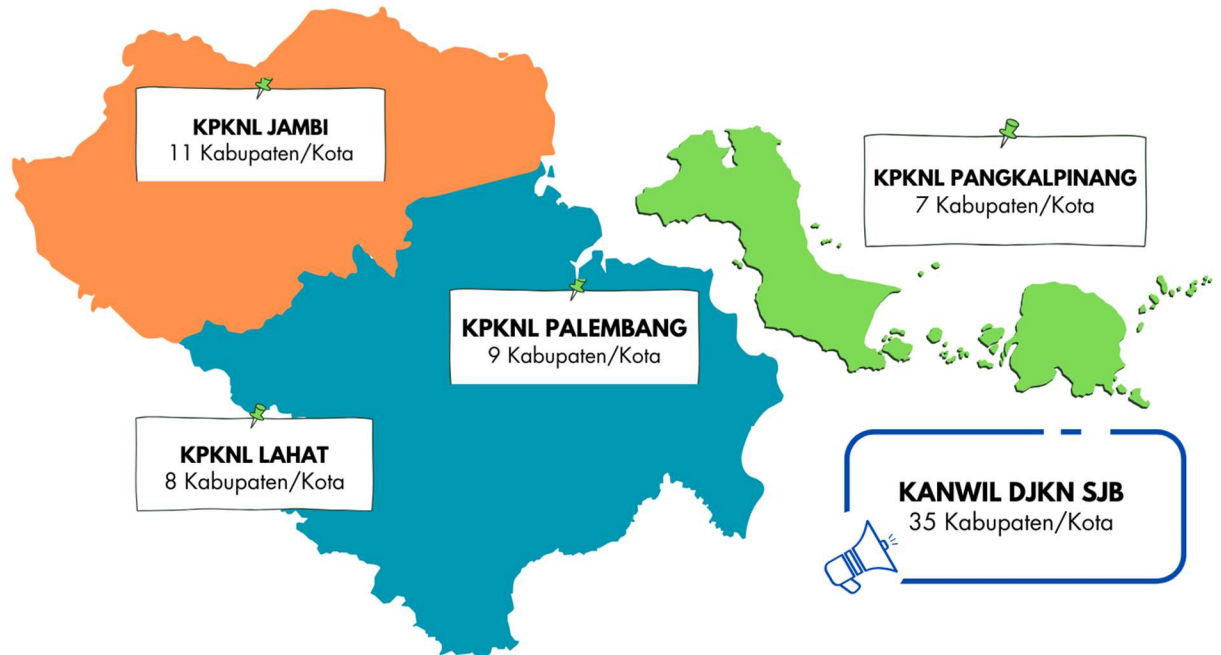 KPKNL JAMBI
11 Kabupaten/Kota
KPKNL PANGKALPINANG
7 Kabupaten/Kota
KPKNL PALEMBANG
9 Kabupaten/Kota
KPKNL LAHAT
8 Kabupaten/Kota
KANWIL DJKN SJB
35 Kabupaten/Kota